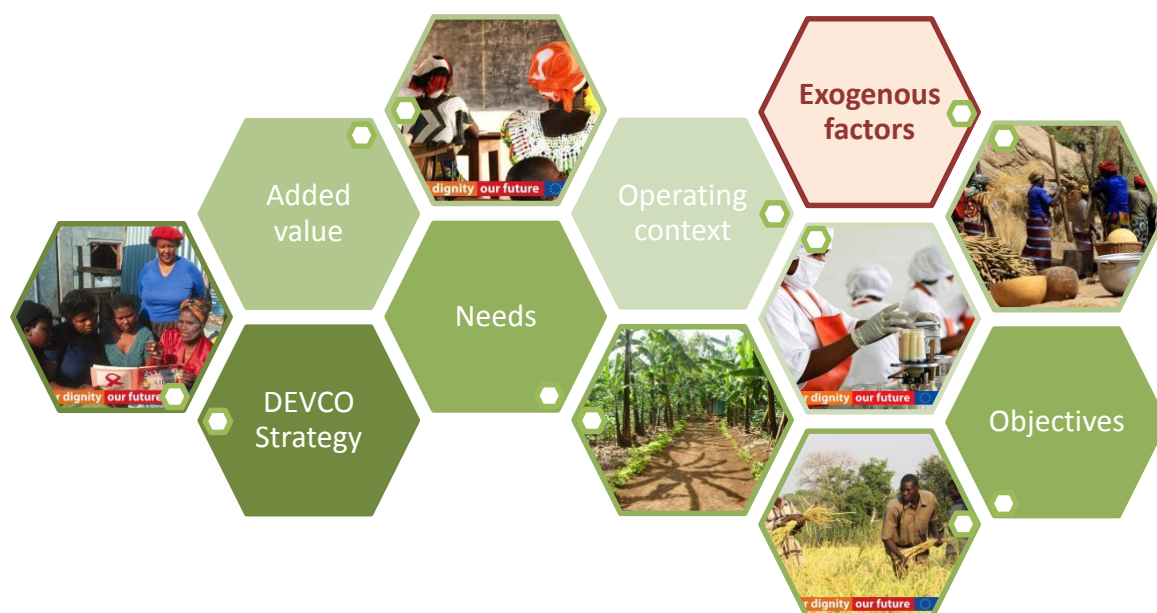 Exogenous
factors
dignity our future
Added
value
Operating
context
Needs
r dignity our future
DEVCO
Strategy
r dignity our future
Objectives
r dignity our future